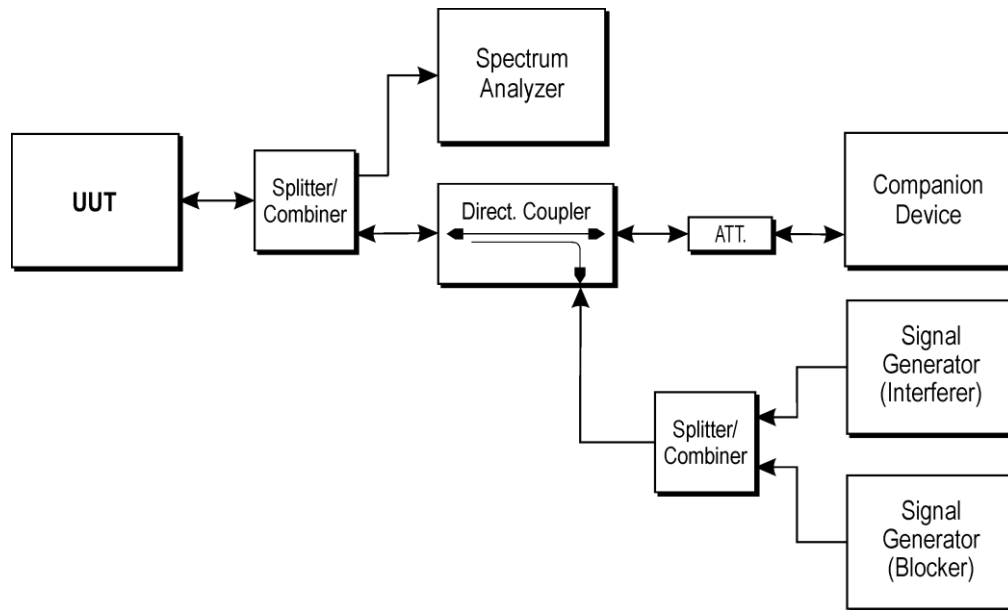 Spectrum
Analyzer
UUT
Splitter/
Combiner
Direct. Coupler
ATT.
Companion
Device
Signal
Generator
(Interferer)
Splitter/
Combiner
Signal
Generator
(Blocker)